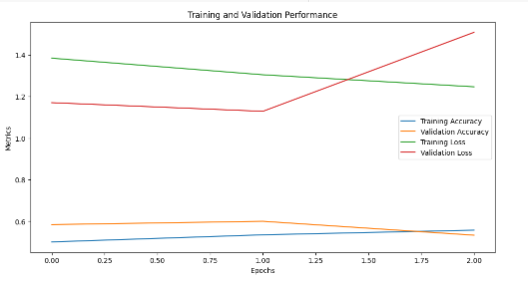 Training and Validation Performance
1.4
1.2
1.0
0.8
0.6
Metrics
Training Accuracy
Validation Accuracy
Training Loss
Validation Loss
0.00 0.25 0.50 0.75 1.00 1.25 1.50 1.75 2.00
Epochs